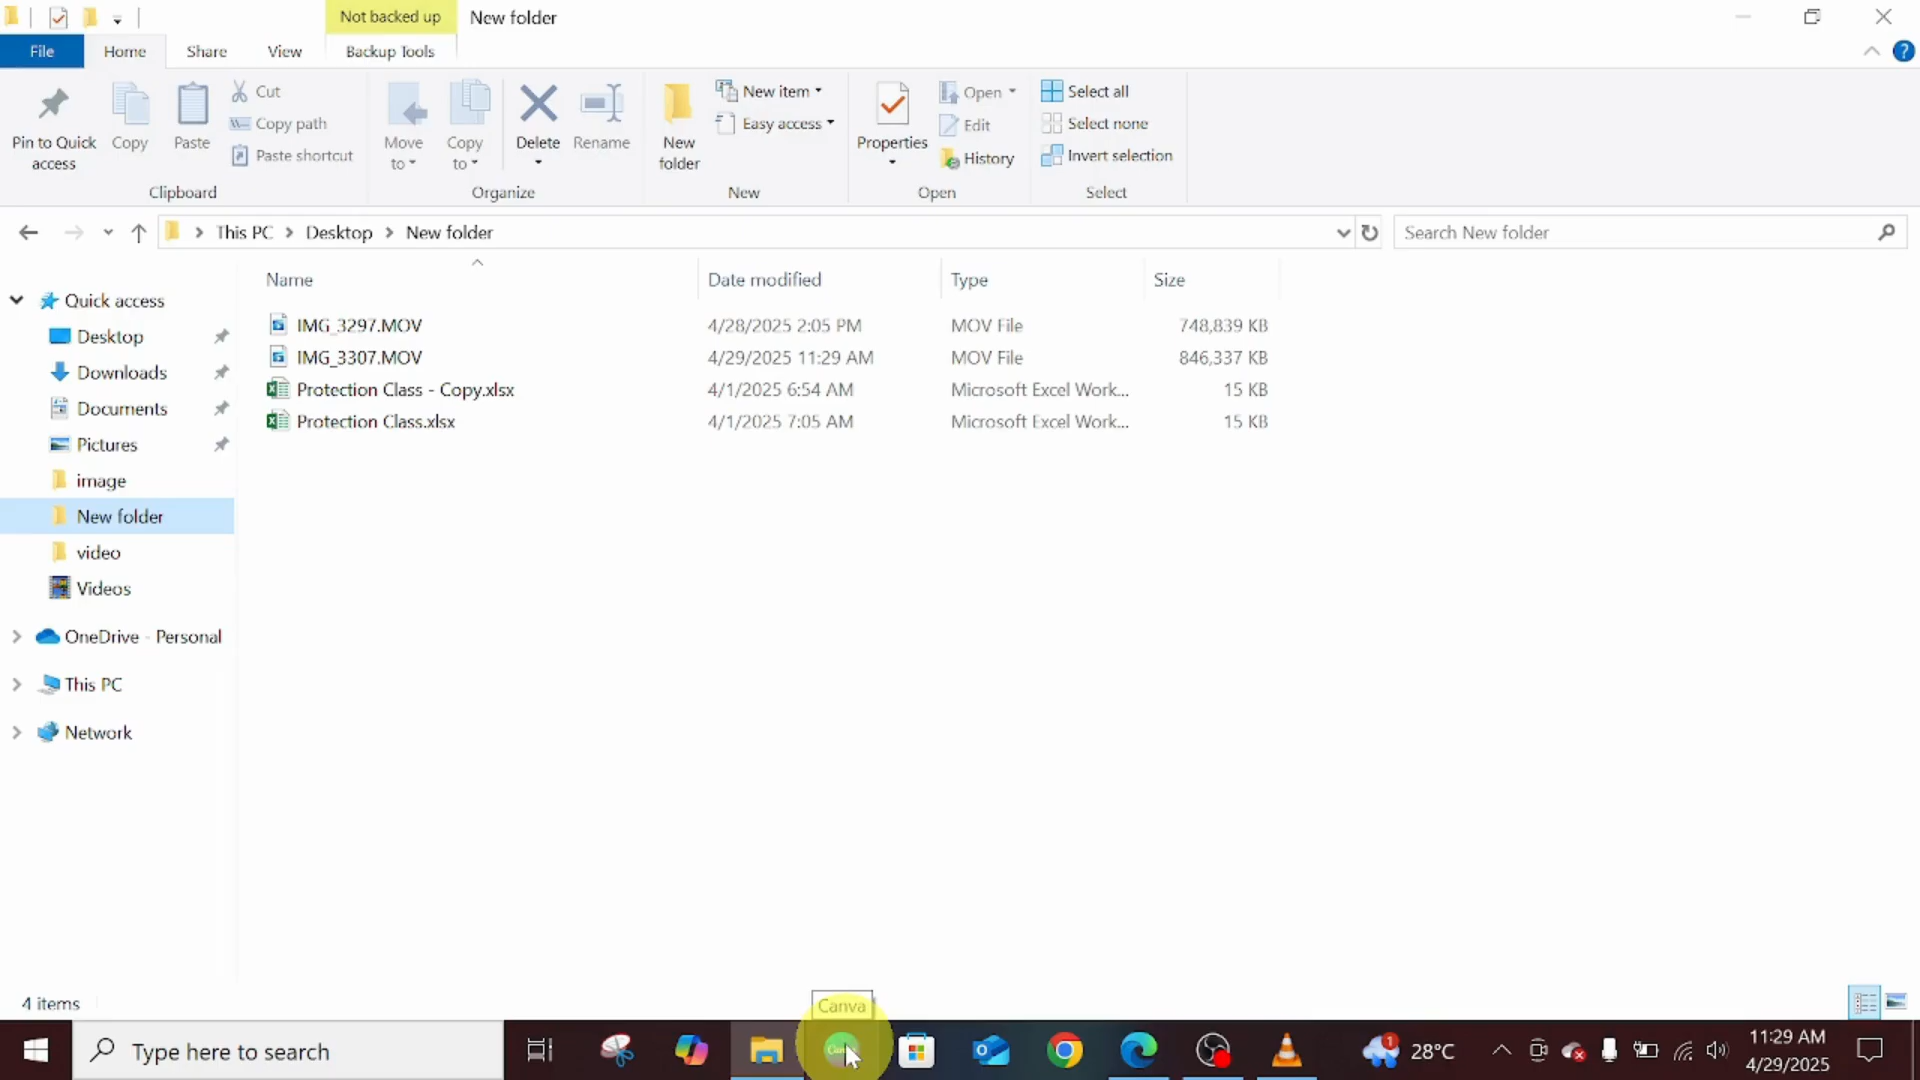 Not backed up
New folder
File
Home
Share
View
Backup Tools
Pin to Quick access
Copy
Paste
Cut
Copy path
Paste shortcut
Clipboard
Move to
Copy to
Delete
Rename
Organize
New folder
New item
Easy access
New
Properties
Open
Edit
History
Open
Select all
Select none
Invert selection
Select
This PC
Desktop
New folder
Search New folder
Name
Date modified
Type
Size
IMG_3297.MOV 4/28/2025 2:05 PM MOV File 748,839 KB
IMG_3307.MOV 4/29/2025 11:29 AM MOV File 846,337 KB
Protection Class - Copy.xlsx 4/1/2025 6:54 AM Microsoft Excel Work... 15 KB
Protection Class.xlsx 4/1/2025 7:05 AM Microsoft Excel Work... 15 KB
Quick access
Desktop
Downloads
Documents
Pictures
image
New folder
video
Videos
OneDrive - Personal
This PC
Network
4 items
Canva
Type here to search
1
28°C
11:29 AM
4/29/2025